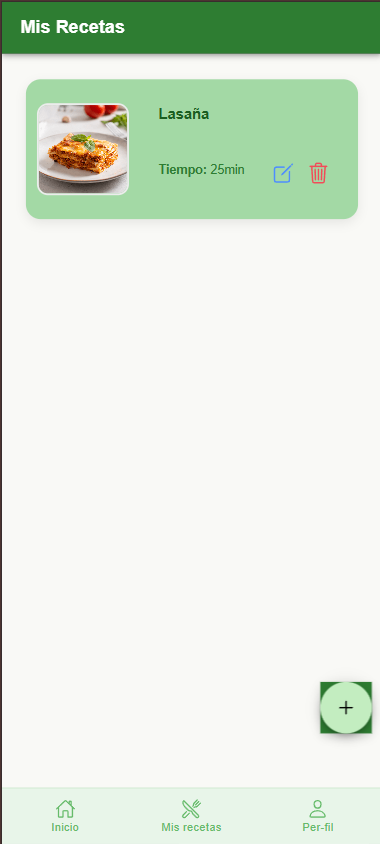 Mis Recetas
Lasaña
Tiempo: 25min
Inicio
Mis recetas
Per-fil